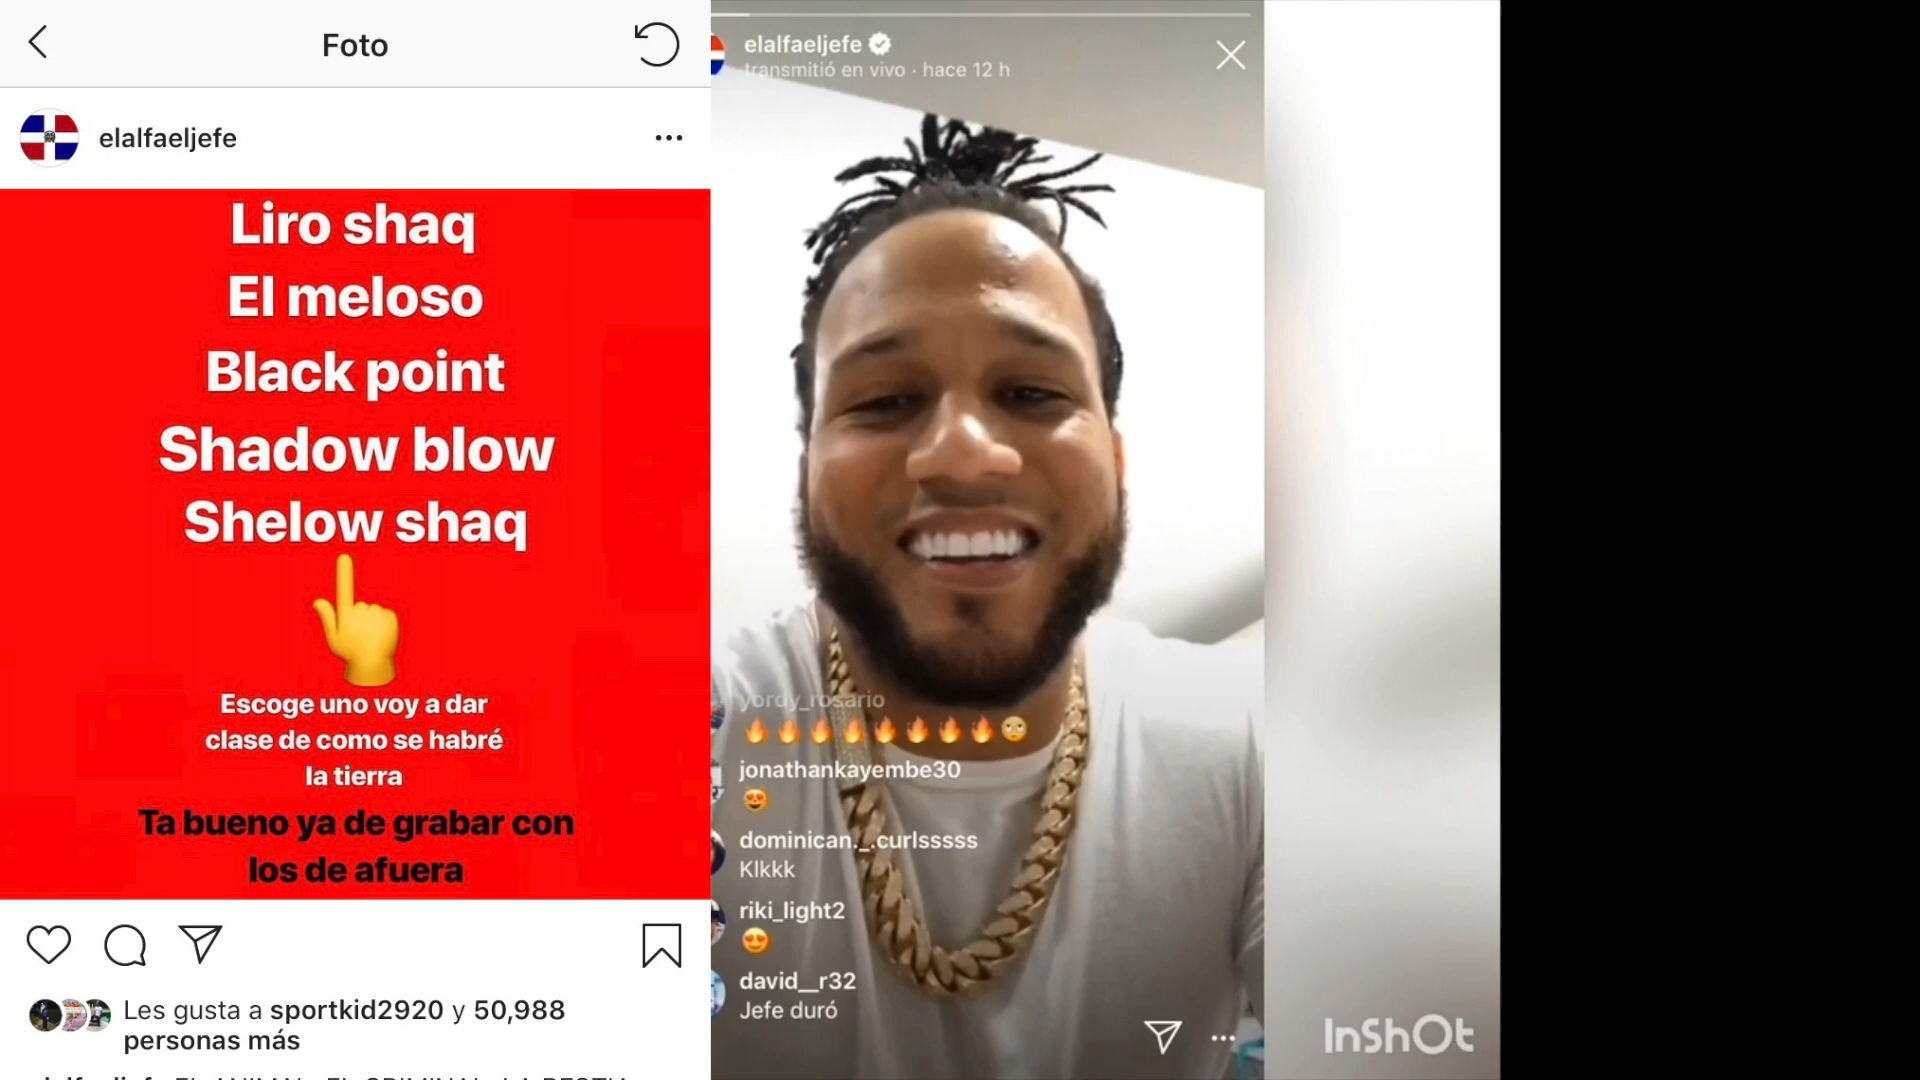 Foto
elalfaeljefe
Liro shaq
El meloso
Black point
Shadow blow
Shelow shaq
Escoge uno voy a dar
clase de como se habré
la tierra
Ta bueno ya de grabar con
los de afuera
Les gusta a sportkid2920 y 50,988
personas más
elalfaeljefe
transmitió en vivo · hace 12 h
yordy_rosario
🔥🔥🔥🔥🔥🔥🔥🔥🙄
jonathankayembe30
😍
dominican._.curlsssss
Klkkk
riki_light2
😍
david__r32
Jefe duró
InShOt